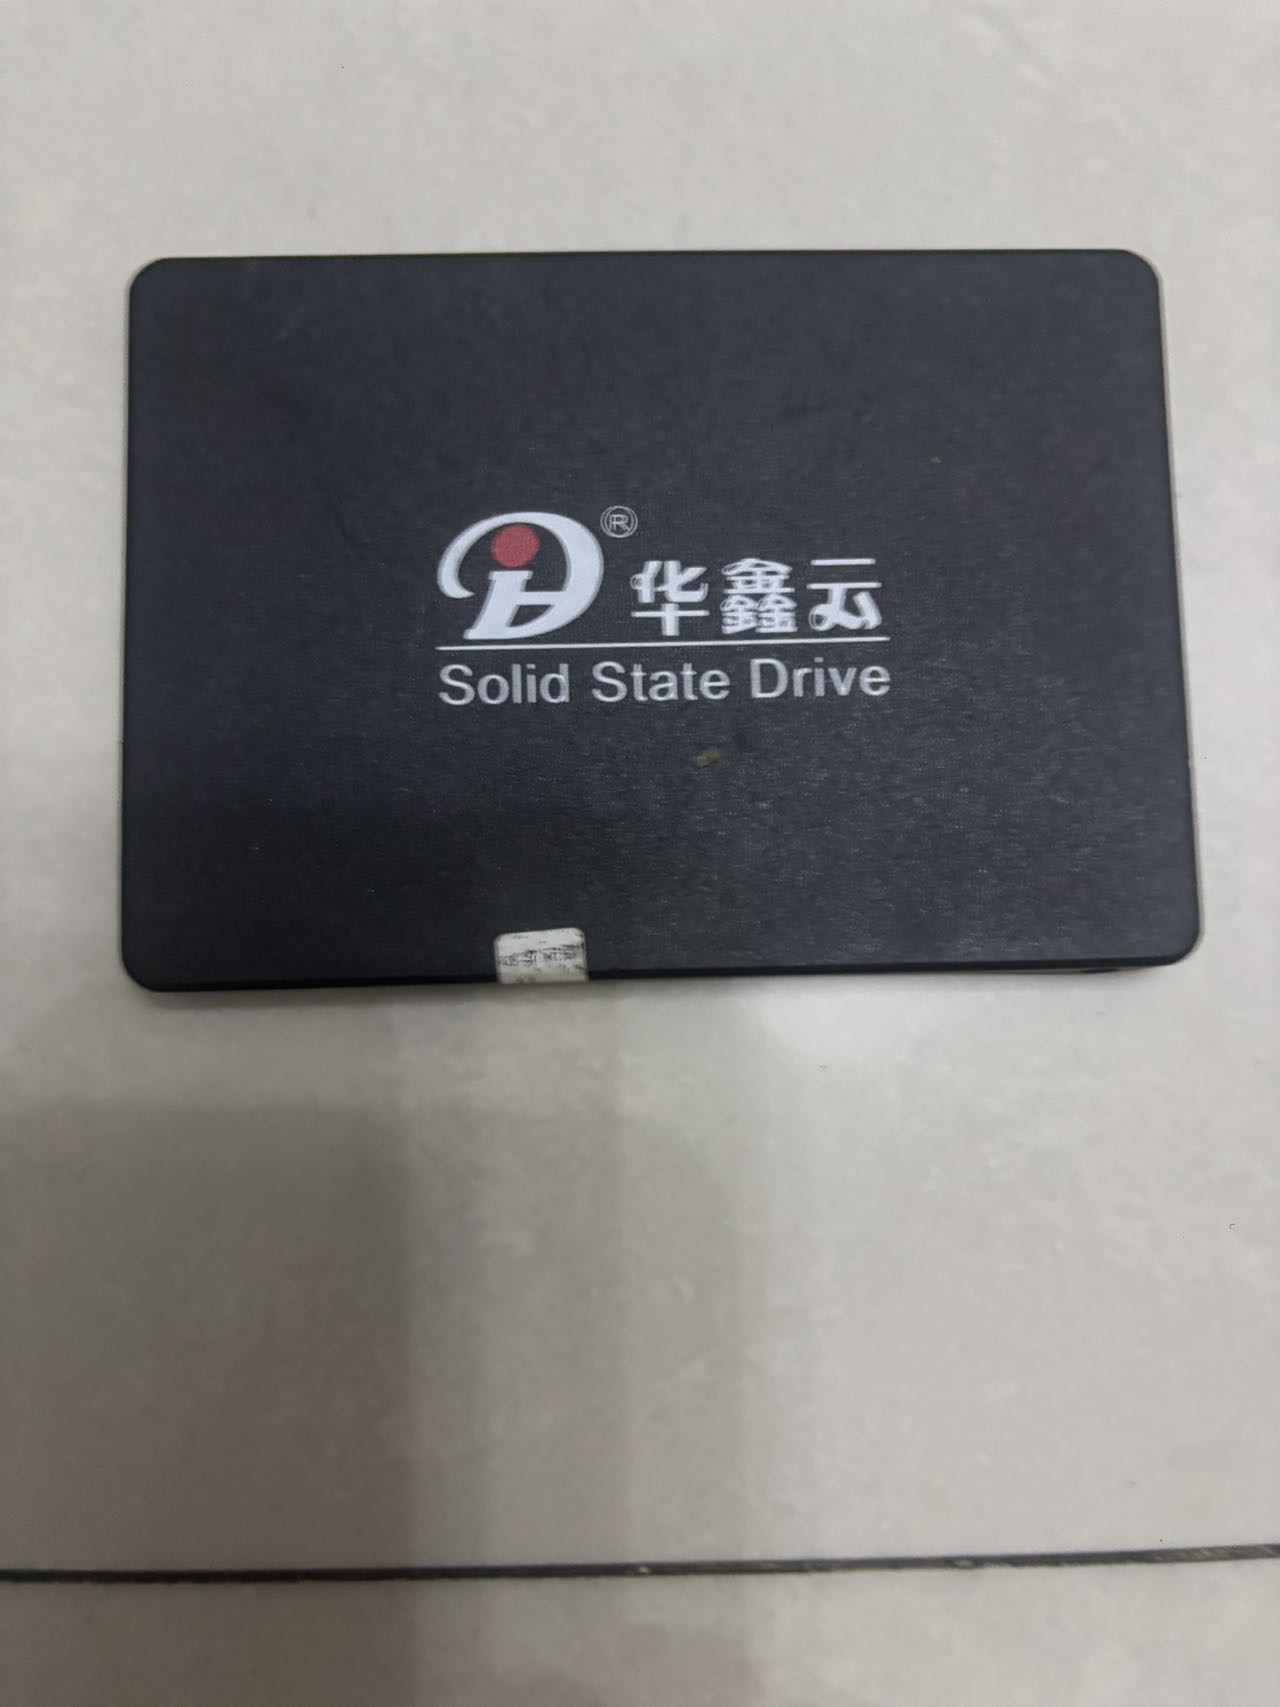 ® 华鑫云
Solid State Drive